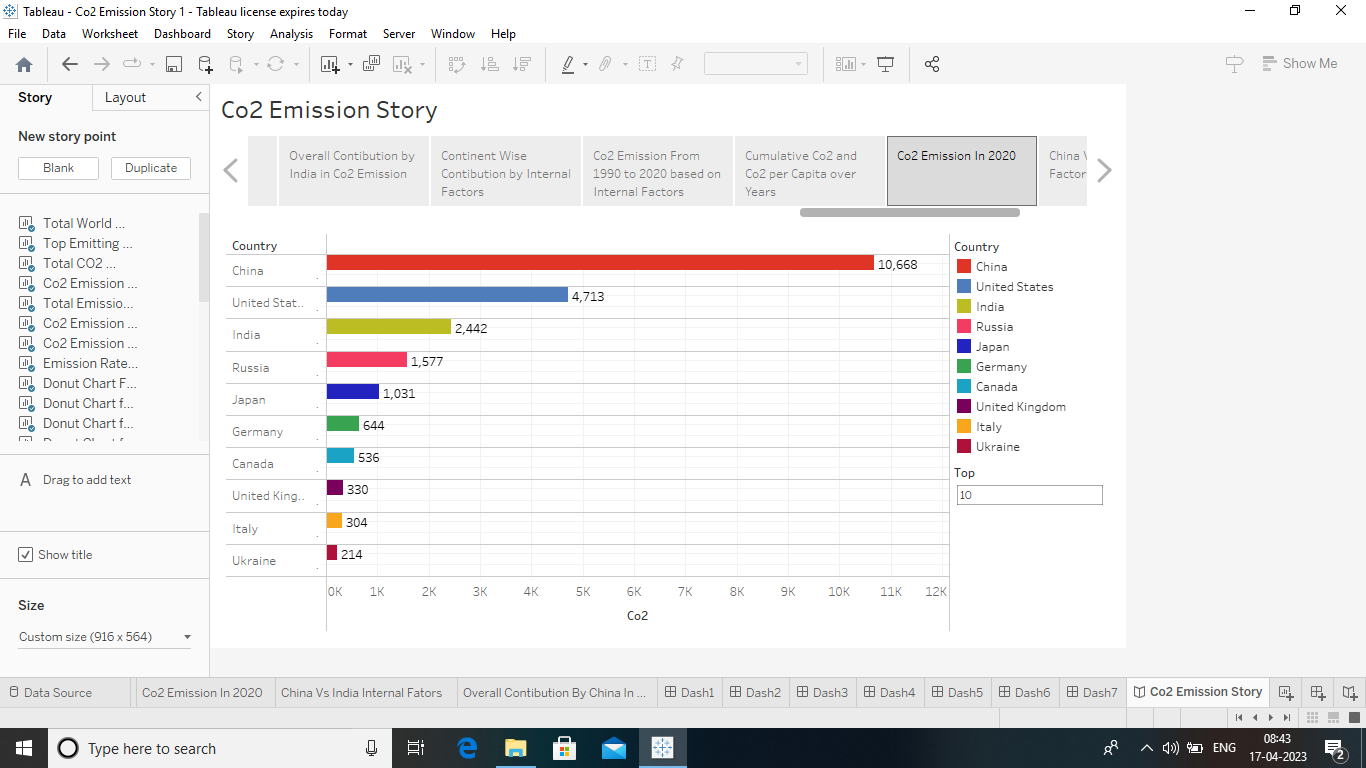 Tableau - Co2 Emission Story 1 - Tableau license expires today
File Data Worksheet Dashboard Story Analysis Format Server Window Help
Show Me
Story Layout
New story point
Blank Duplicate
Total World ...
Top Emitting ...
Total CO2 ...
Co2 Emission ...
Total Emissio...
Co2 Emission ...
Co2 Emission ...
Emission Rate...
Donut Chart F...
Donut Chart f...
Donut Chart f...
A Drag to add text
Show title
Size
Custom size (916 x 564)
Co2 Emission Story
Overall Contibution by
India in Co2 Emission
Continent Wise
Contibution by Internal
Factors
Co2 Emission From
1990 to 2020 based on
Internal Factors
Cumulative Co2 and
Co2 per Capita over
Years
Co2 Emission In 2020
China V
Factor
Country
China 10,668
United Stat.. 4,713
India 2,442
Russia 1,577
Japan 1,031
Germany 644
Canada 536
United King.. 330
Italy 304
Ukraine 214
0K 1K 2K 3K 4K 5K 6K 7K 8K 9K 10K 11K 12K
Co2
Country
China
United States
India
Russia
Japan
Germany
Canada
United Kingdom
Italy
Ukraine
Top
10
Data Source Co2 Emission In 2020 China Vs India Internal Fators Overall Contibution By China In ... Dash1 Dash2 Dash3 Dash4 Dash5 Dash6 Dash7 Co2 Emission Story
Type here to search
ENG
08:43
17-04-2023
2